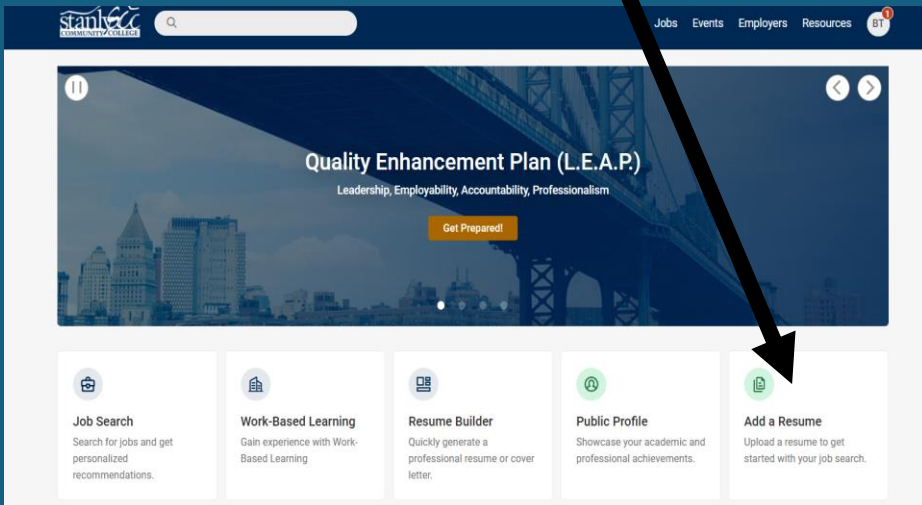 stanly SCC
COMMUNITY COLLEGE
Jobs Events Employers Resources BT 1
Quality Enhancement Plan (L.E.A.P.)
Leadership, Employability, Accountability, Professionalism
Get Prepared!
Job Search
Search for jobs and get
personalized
recommendations.
Work-Based Learning
Gain experience with Work-
Based Learning
Resume Builder
Quickly generate a
professional resume or cover
letter.
Public Profile
Showcase your academic and
professional achievements.
Add a Resume
Upload a resume to get
started with your job search.